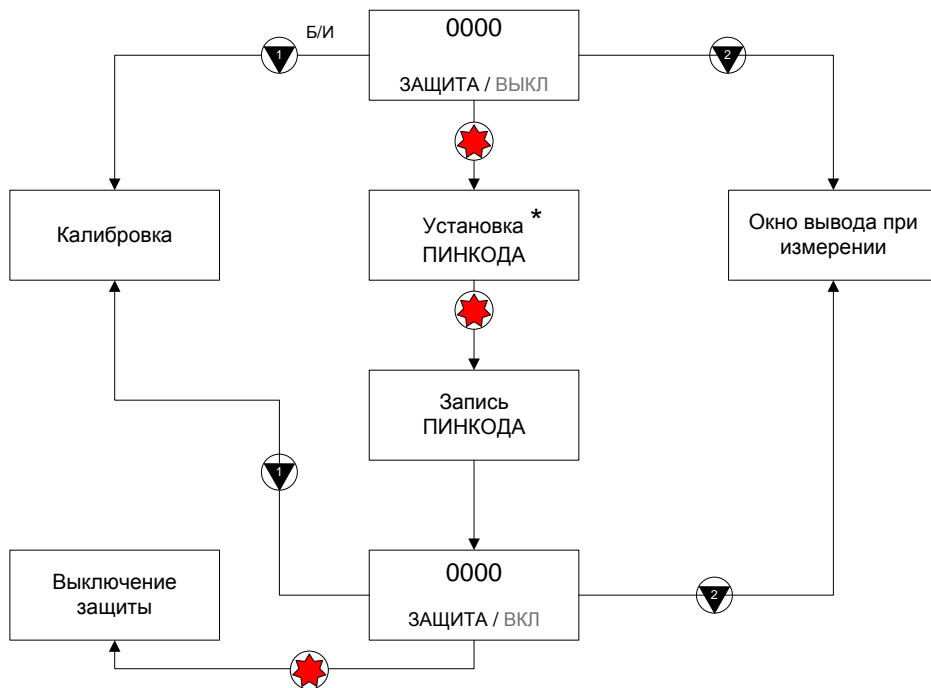 Б/И
0000
ЗАЩИТА / ВЫКЛ
1
2
Калибровка
Установка *
ПИНКОДА
Окно вывода при
измерении
Запись
ПИНКОДА
1
Выключение
защиты
0000
ЗАЩИТА / ВКЛ
2